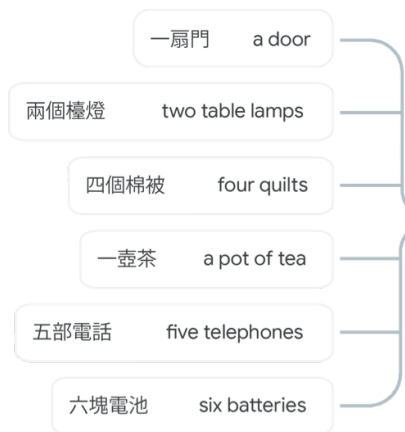 一扇門 a door
兩個檯燈 two table lamps
四個棉被 four quilts
一壺茶 a pot of tea
五部電話 five telephones
六塊電池 six batteries